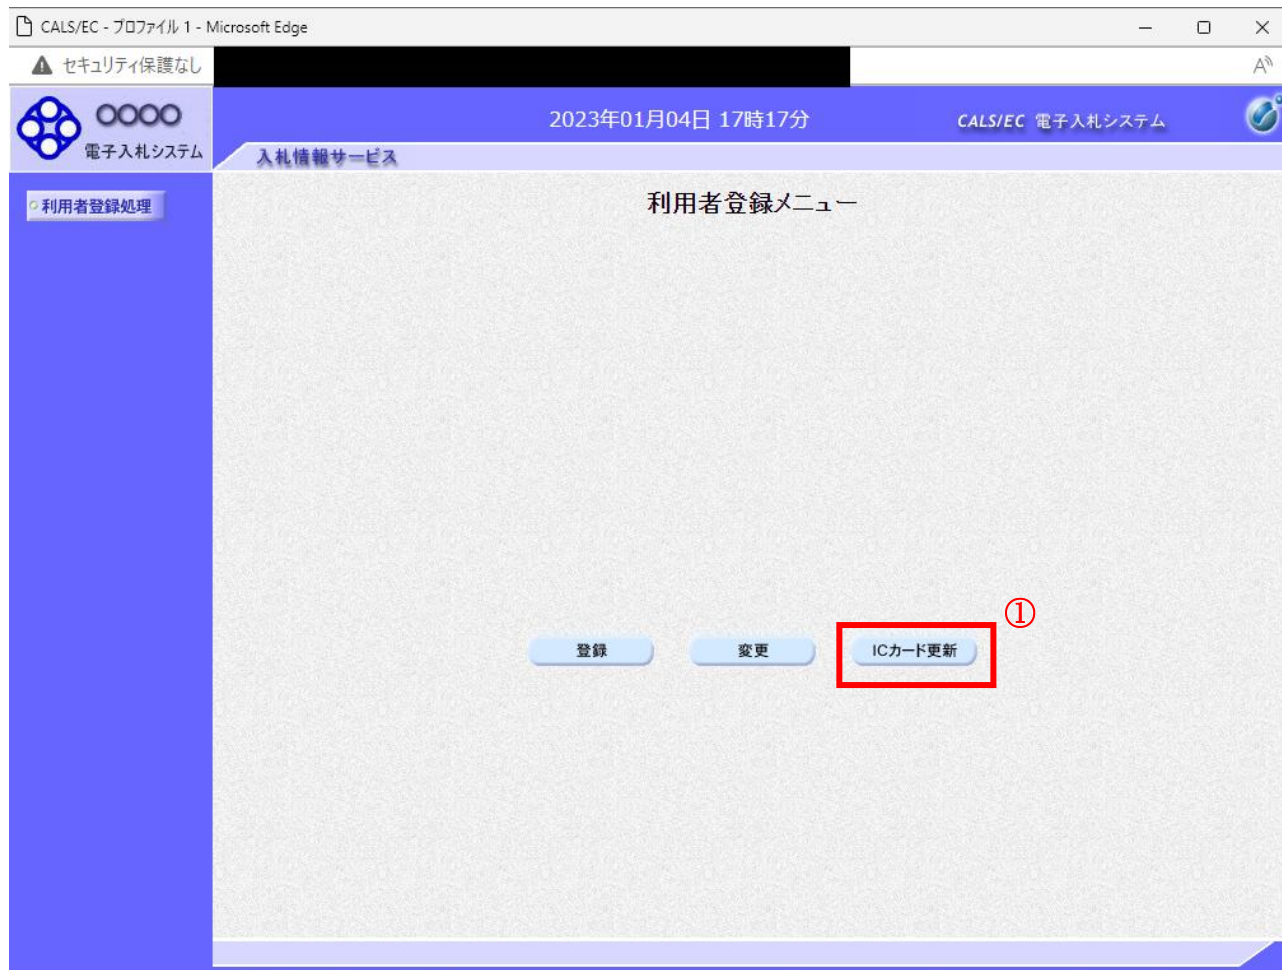 CALS/EC - プロファイル 1 - Microsoft Edge
セキュリティ保護なし
A
○○○○
電子入札システム
2023年01月04日 17時17分
CALS/EC 電子入札システム
入札情報サービス
利用者登録処理
利用者登録メニュー
①
登録
変更
ICカード更新